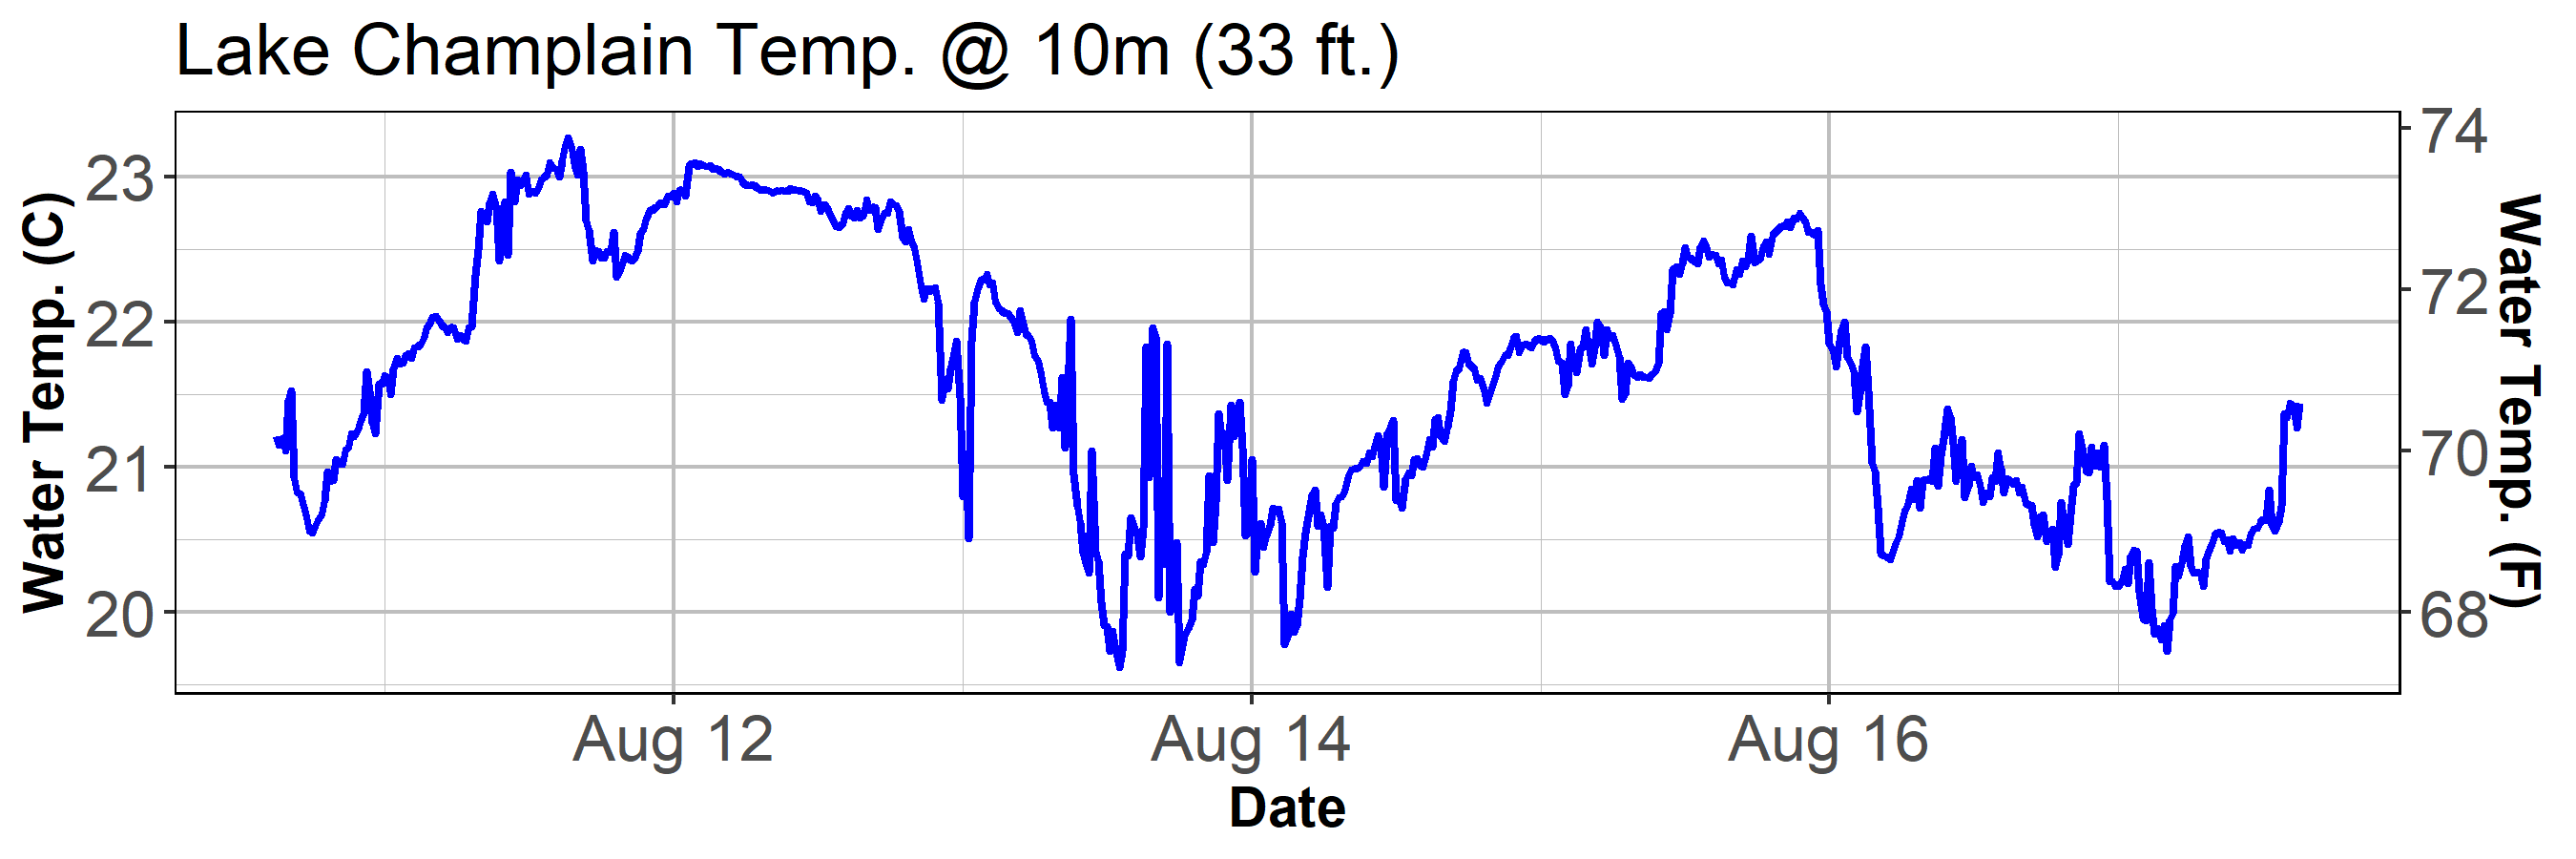 Lake Champlain Temp. @ 10m (33 ft.)
Water Temp. (C)
23
22
21
20
74
72
70
68
Water Temp. (F)
Aug 12
Aug 14
Aug 16
Date